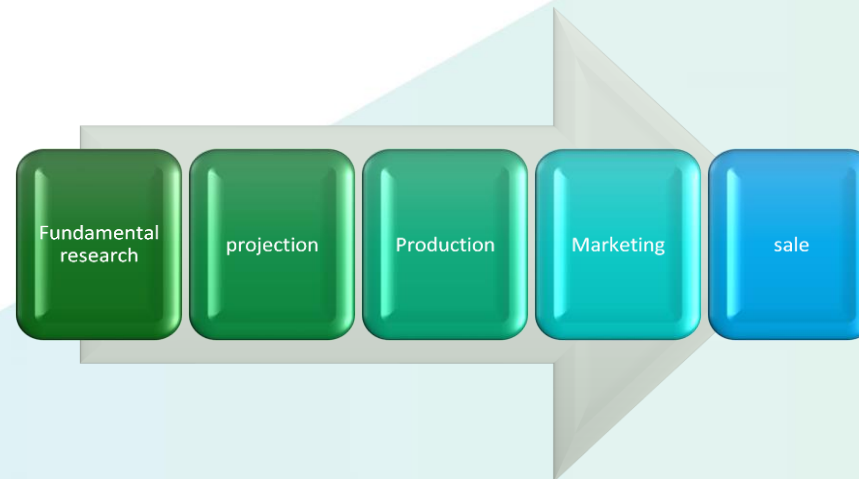 Fundamental
research
projection
Production
Marketing
sale